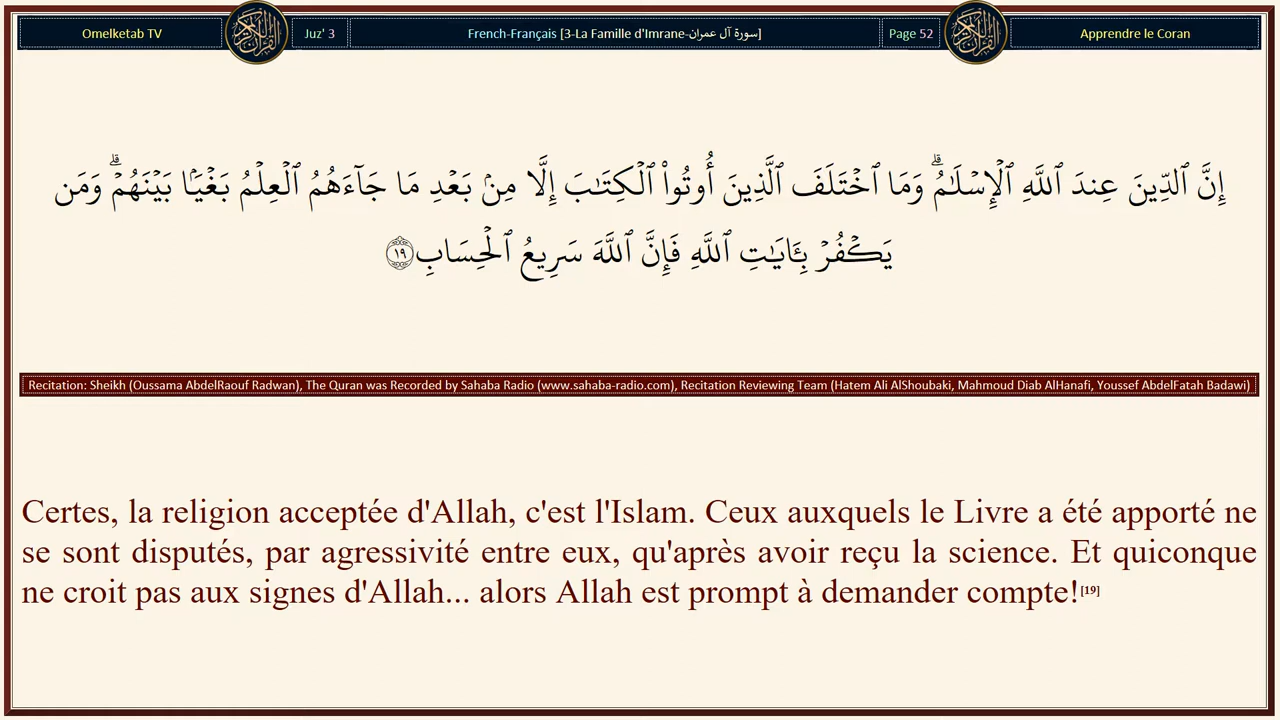 Omelketab TV
Juz' 3
French-Français [3-La Famille d'Imrane-سورة آل عمران]
Page 52
Apprendre le Coran
إِنَّ ٱلدِّينَ عِندَ ٱللَّهِ ٱلۡإِسۡلَٰمُۗ وَمَا ٱخۡتَلَفَ ٱلَّذِينَ أُوتُواْ ٱلۡكِتَٰبَ إِلَّا مِنۢ بَعۡدِ مَا جَآءَهُمُ ٱلۡعِلۡمُ بَغۡيَۢا بَيۡنَهُمۡۗ وَمَن
يَكۡفُرۡ بِـَٔايَٰتِ ٱللَّهِ فَإِنَّ ٱللَّهَ سَرِيعُ ٱلۡحِسَابِ ١٩
Recitation: Sheikh (Oussama AbdelRaouf Radwan), The Quran was Recorded by Sahaba Radio (www.sahaba-radio.com), Recitation Reviewing Team (Hatem Ali AlShoubaki, Mahmoud Diab AlHanafi, Youssef AbdelFatah Badawi)
Certes, la religion acceptée d'Allah, c'est l'Islam. Ceux auxquels le Livre a été apporté ne
se sont disputés, par agressivité entre eux, qu'après avoir reçu la science. Et quiconque
ne croit pas aux signes d'Allah... alors Allah est prompt à demander compte![19]